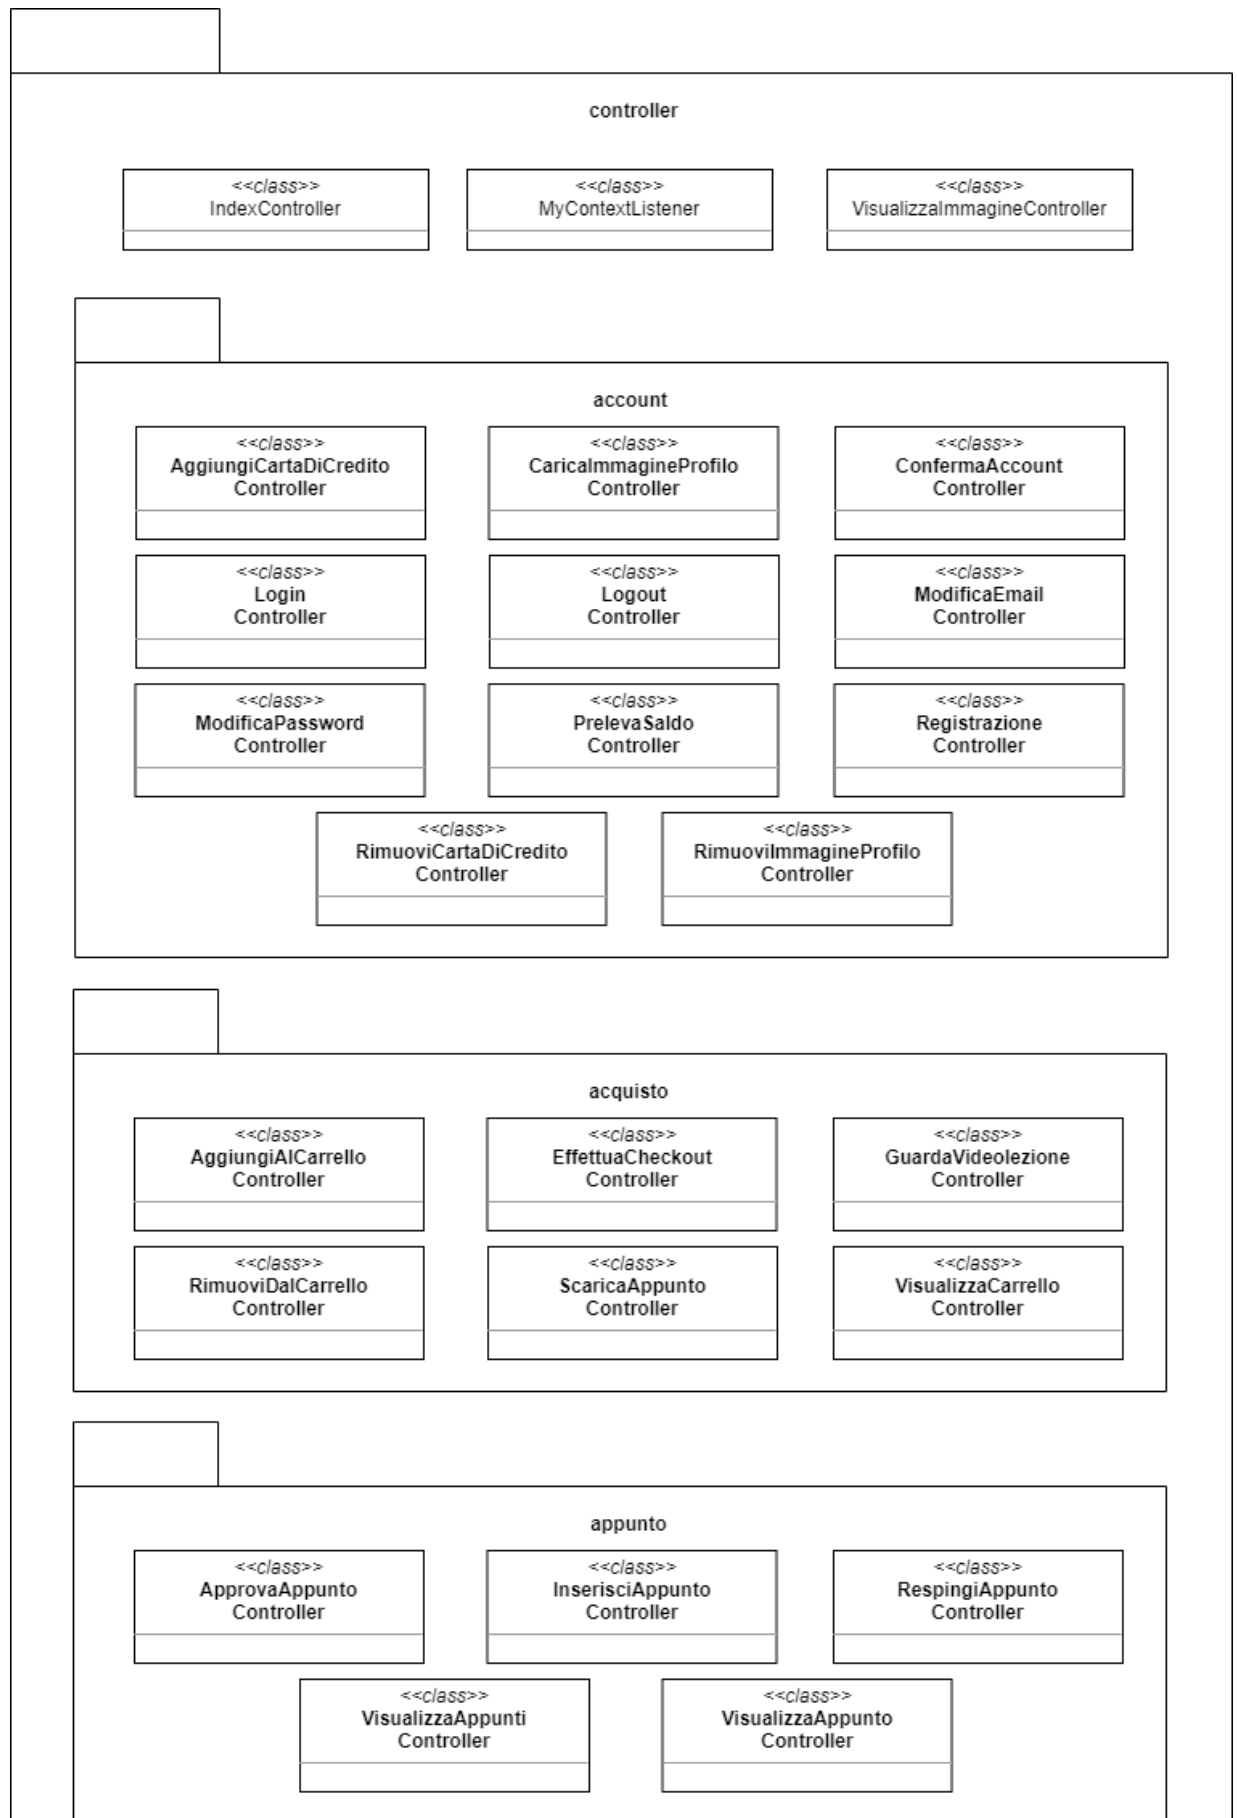 controller
<<class>>
IndexController
<<class>>
MyContextListener
<<class>>
VisualizzaImmagineController
account
<<class>>
AggiungiCartaDiCredito
Controller
<<class>>
CaricaImmagineProfilo
Controller
<<class>>
ConfermaAccount
Controller
<<class>>
Login
Controller
<<class>>
Logout
Controller
<<class>>
ModificaEmail
Controller
<<class>>
ModificaPassword
Controller
<<class>>
PrelevaSaldo
Controller
<<class>>
Registrazione
Controller
<<class>>
RimuoviCartaDiCredito
Controller
<<class>>
RimuoviImmagineProfilo
Controller
acquisto
<<class>>
AggiungiAlCarrello
Controller
<<class>>
EffettuaCheckout
Controller
<<class>>
GuardaVideolezione
Controller
<<class>>
RimuoviDalCarrello
Controller
<<class>>
ScaricaAppunto
Controller
<<class>>
VisualizzaCarrello
Controller
appunto
<<class>>
ApprovaAppunto
Controller
<<class>>
InserisciAppunto
Controller
<<class>>
RespingiAppunto
Controller
<<class>>
VisualizzaAppunti
Controller
<<class>>
VisualizzaAppunto
Controller